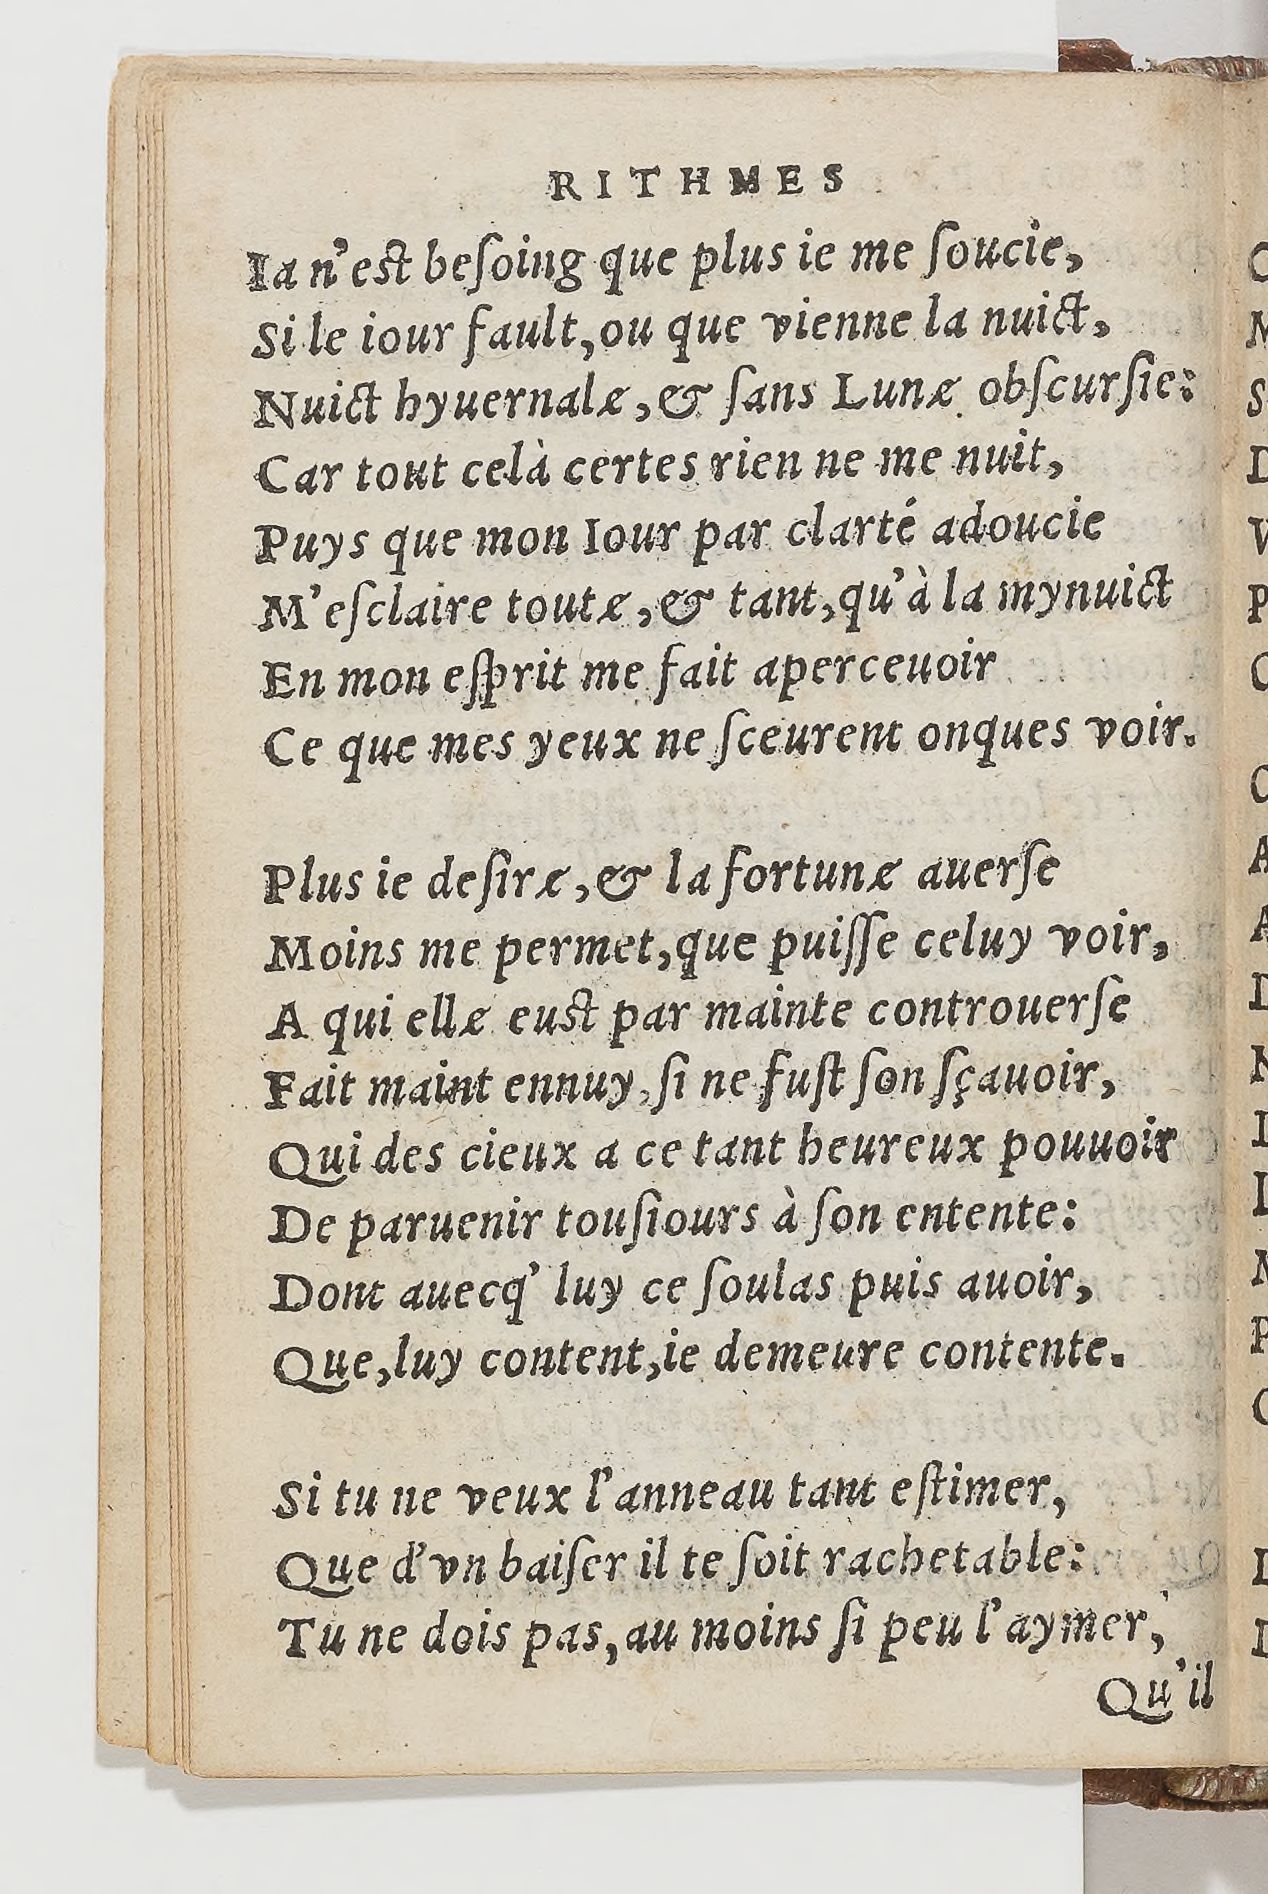 RITHMES
Ia n'est beſoing que plus ie me ſoucie,
Si le iour fault, ou que vienne la nuict,
Nuict hyuernale, & ſans Lune obſcurſie:
Car tout celà certes rien ne me nuit,
Puys que mon Iour par clarté adoucie
M'eſclaire toute, & tant, qu'à la mynuict
En mon eſprit me fait aperceuoir
Ce que mes yeux ne ſceurent onques voir.
Plus ie deſire, & la fortune auerſe
Moins me permet, que puiſſe celuy voir,
A qui elle eust par mainte controuerſe
Fait maint ennuy, ſi ne fuſt ſon ſçauoir,
Qui des cieux a ce tant heureux pouuoir
De paruenir touſiours à ſon entente:
Dont auecq' luy ce ſoulas puis auoir,
Que, luy content, ie demeure contente.
Si tu ne veux l'anneau tant eſtimer,
Que d'vn baiſer il te ſoit rachetable:
Tu ne dois pas, au moins ſi peu l'aymer,
Qu'il